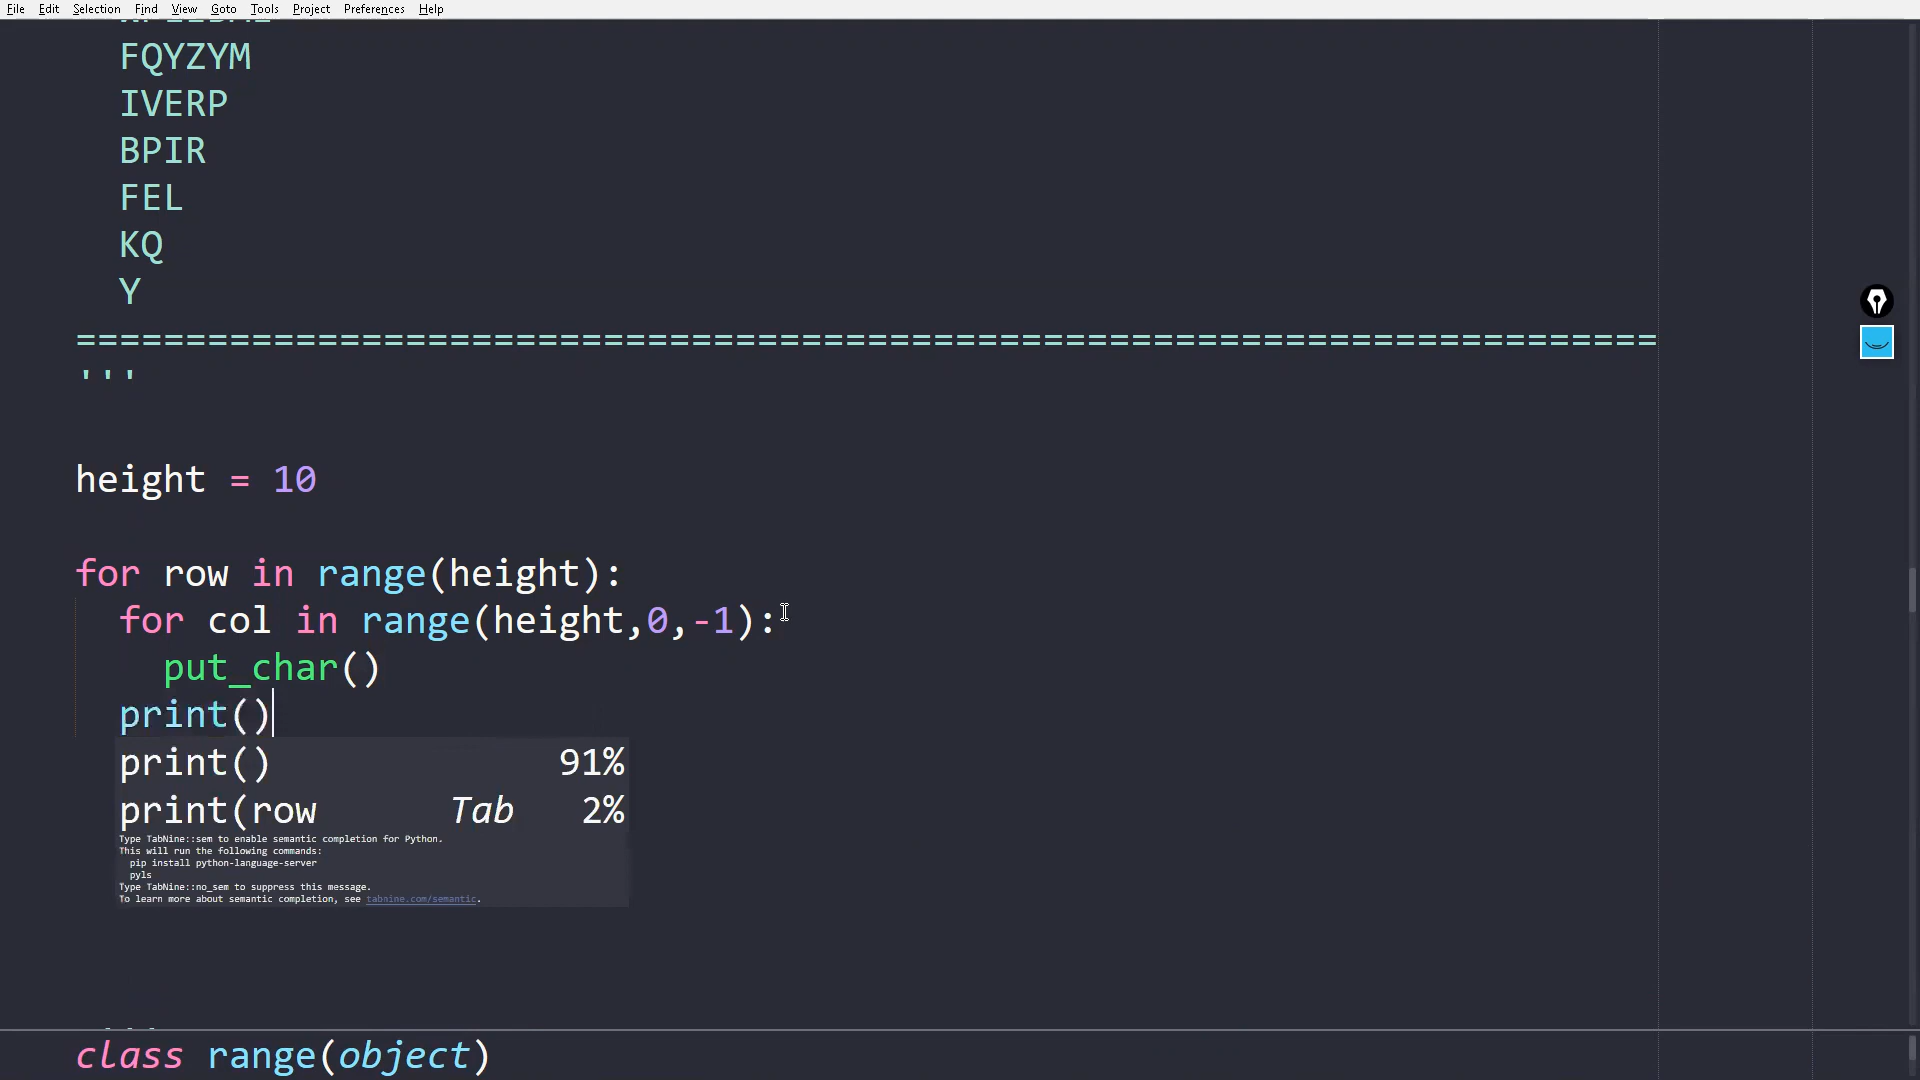 File Edit Selection Find View Goto Tools Project Preferences Help
FQYZYM
IVERP
BPIR
FEL
KQ
Y
========================================================================
'''
height = 10
for row in range(height):
for col in range(height,0,-1):
put_char()
print()
print() 91%
print(row Tab 2%
Type TabNine::sem to enable semantic completion for Python.
This will run the following commands:
pip install python-language-server
pyls
Type TabNine::no_sem to suppress this message.
To learn more about semantic completion, see tabnine.com/semantic.
class range(object)